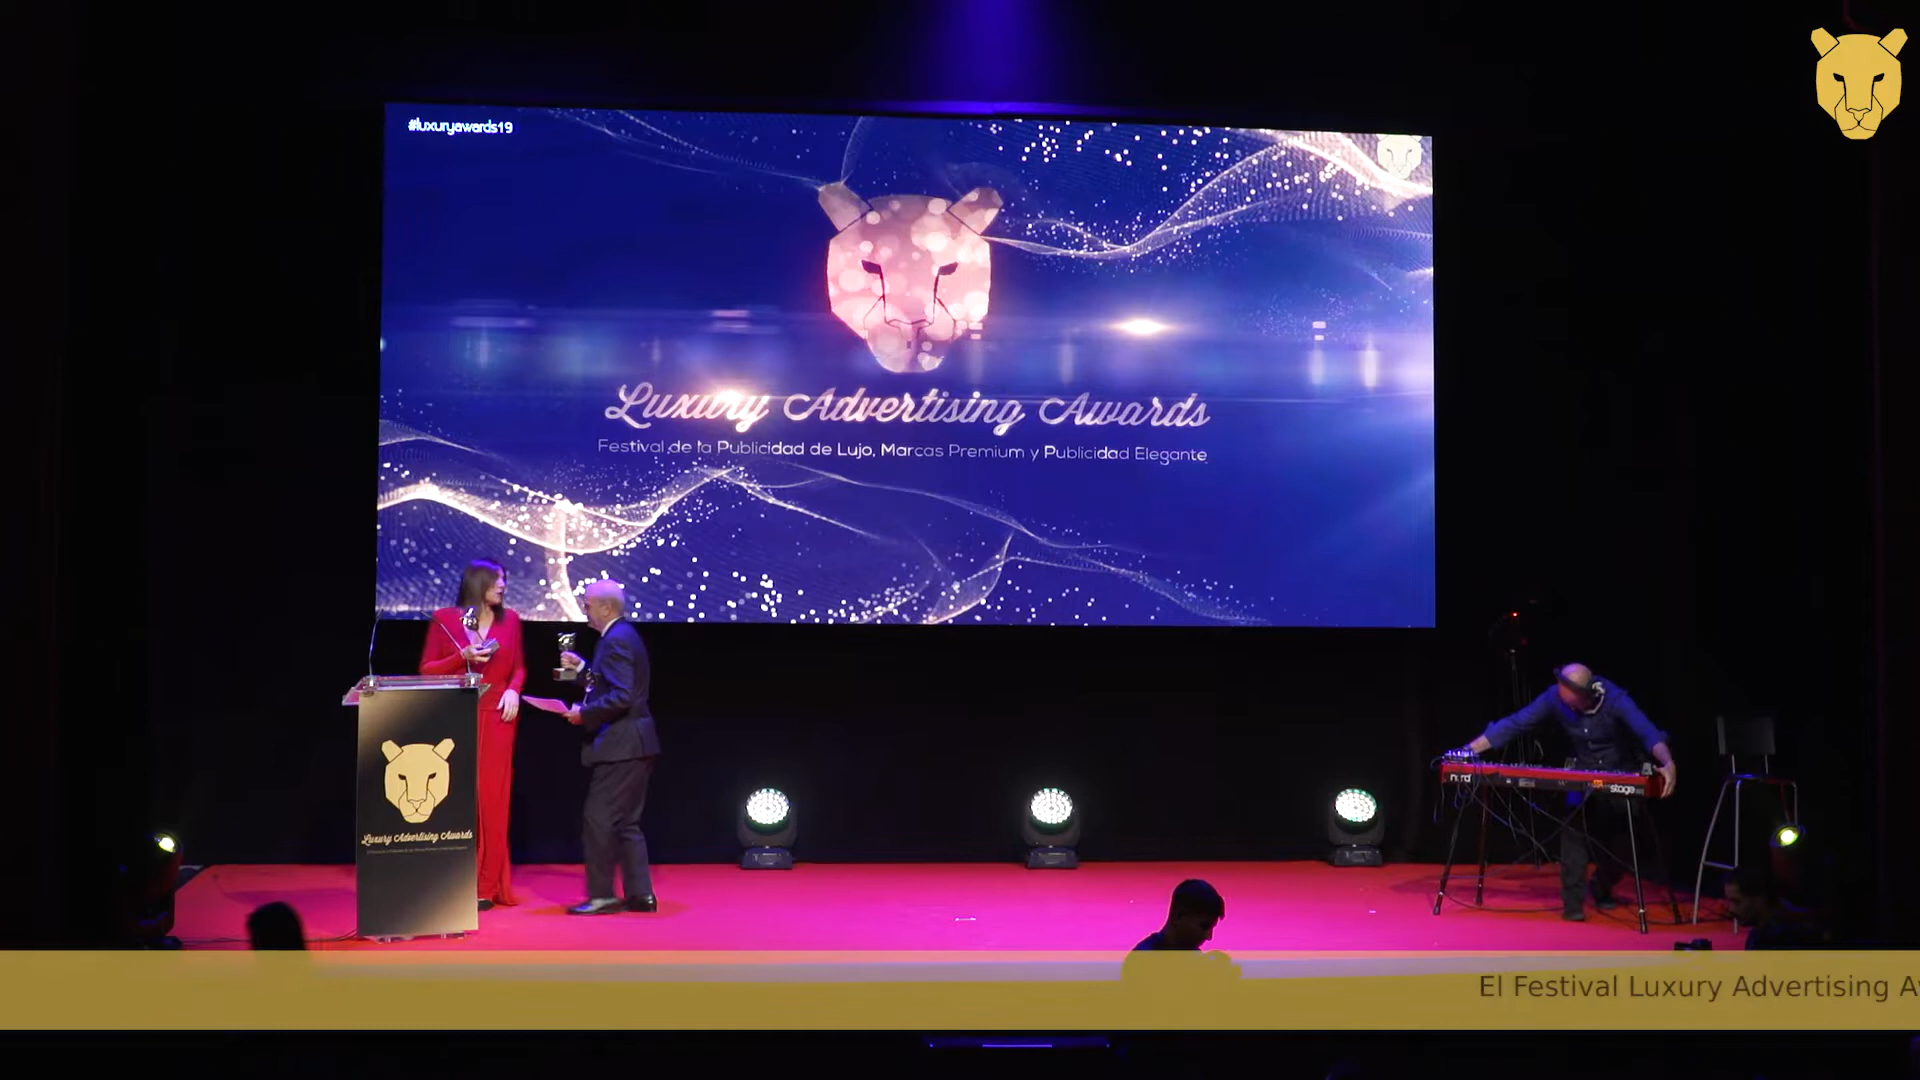 #luxuryawards19
Luxury Advertising Awards
Festival de la Publicidad de Lujo, Marcas Premium y Publicidad Elegante
Luxury Advertising Awards
nord
stage
El Festival Luxury Advertising A